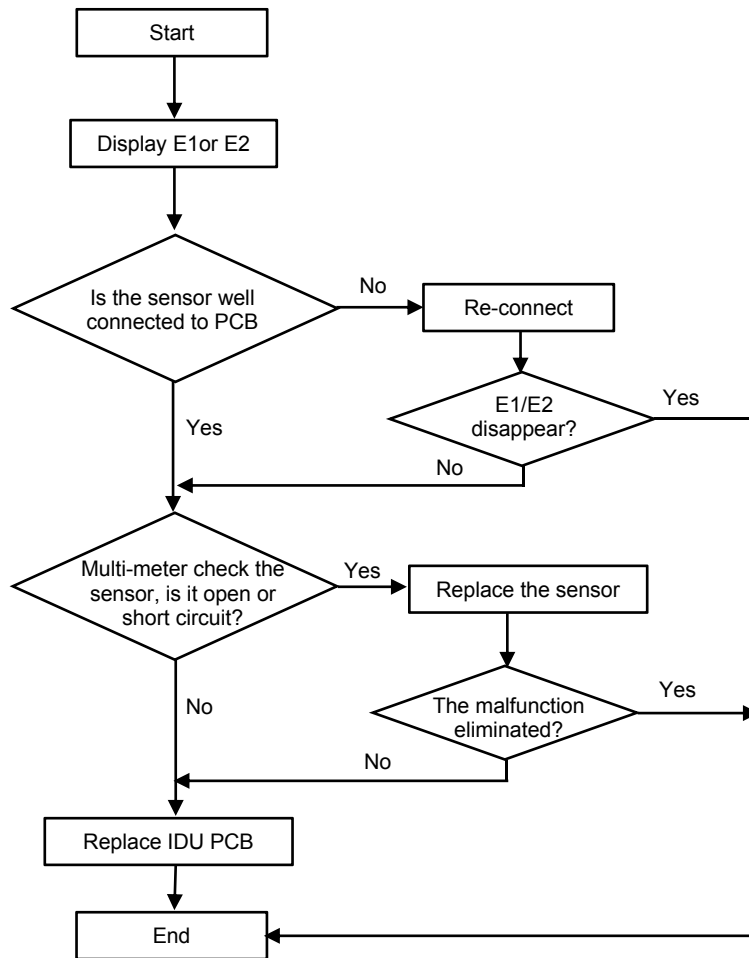 Start
Display E1or E2
Is the sensor well
connected to PCB
No
Re-connect
E1/E2
disappear?
Yes
Yes
No
Multi-meter check the
sensor, is it open or
short circuit?
Yes
Replace the sensor
The malfunction
eliminated?
Yes
No
No
Replace IDU PCB
End